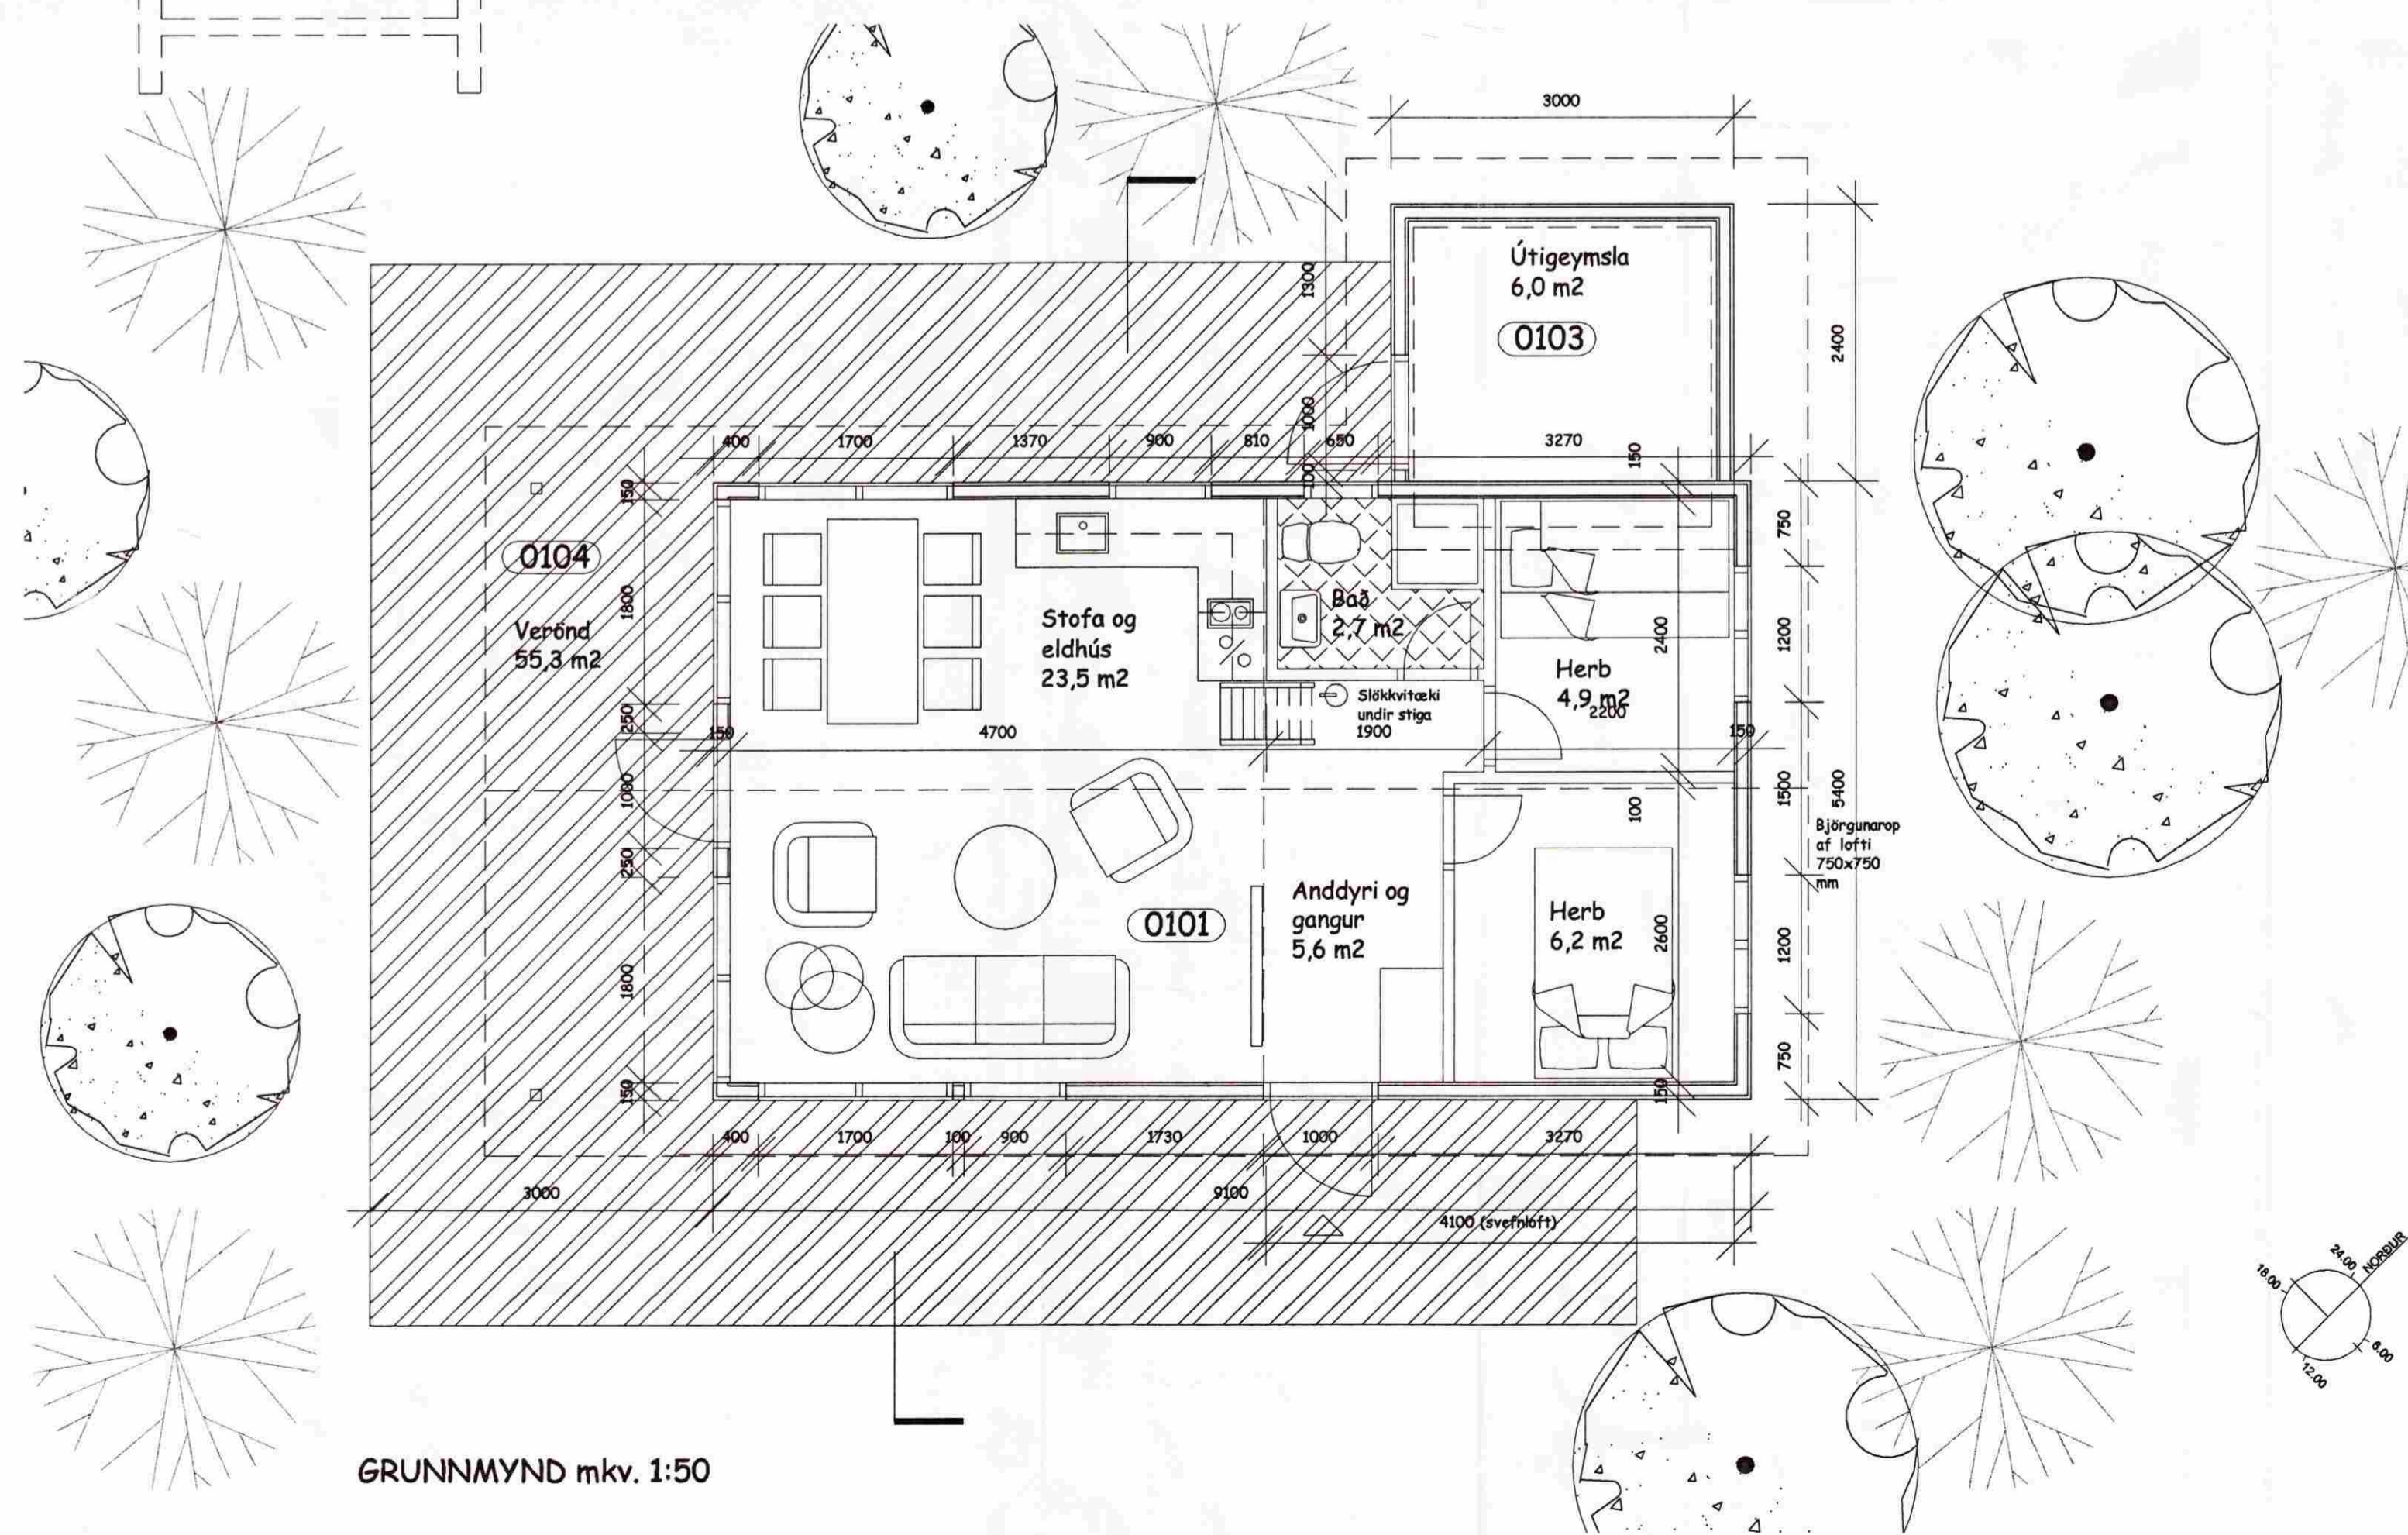 3000
Útigeymsla
6,0 m2
0103
1300
1000
100
2400
400
1700
1370
900
810
650
3270
150
150
0104
Verönd
55,3 m2
1800
250
1000
250
1800
150
Stofa og
eldhús
23,5 m2
Bað
2,7 m2
Herb
4,9 m2
2200
2400
Slökkvitæki
undir stiga
150
4700
1900
150
750
1200
1500
1200
750
5400
Björgunarop
af lofti
750x750
mm
100
0101
Anddyri og
gangur
5,6 m2
Herb
6,2 m2
2600
150
400
1700
100
900
1730
1000
3270
3000
9100
4100 (svefnloft)
NORÐUR
24.00
18.00
6.00
12.00
GRUNNMYND mkv. 1:50